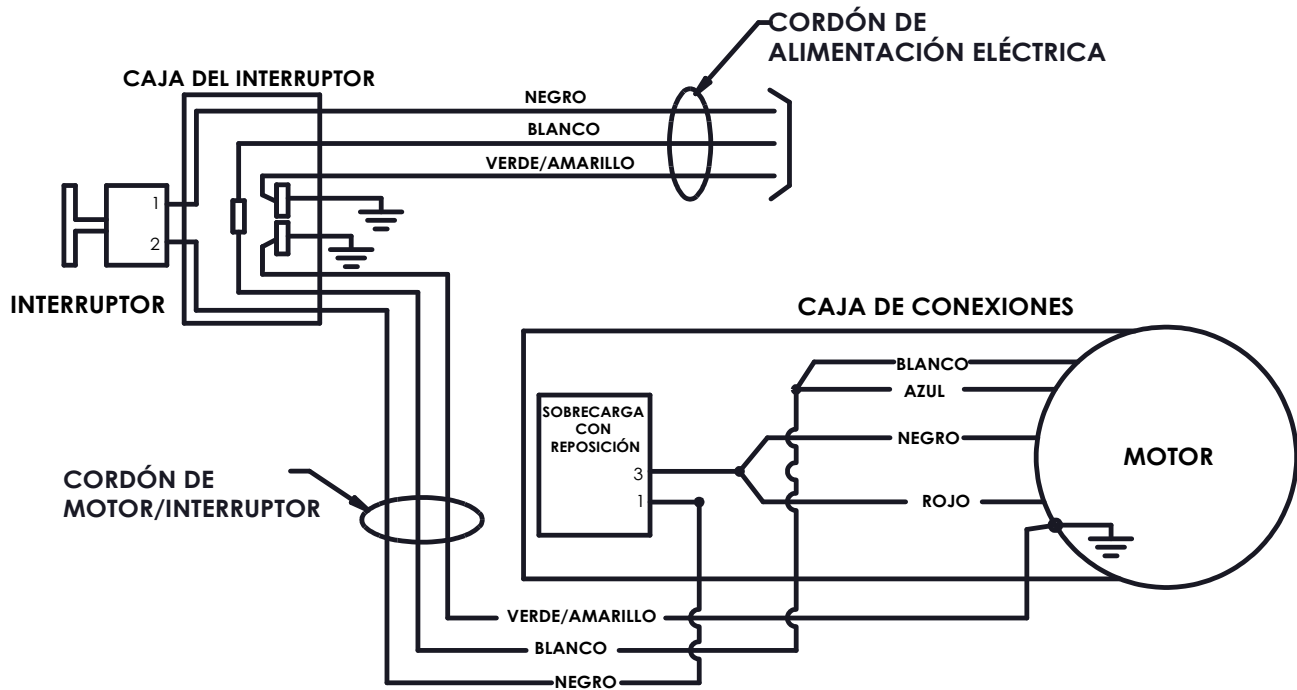 CORDÓN DE
ALIMENTACIÓN ELÉCTRICA
CAJA DEL INTERRUPTOR
NEGRO
BLANCO
VERDE/AMARILLO
1
2
INTERRUPTOR
CAJA DE CONEXIONES
BLANCO
AZUL
SOBRECARGA
CON
REPOSICIÓN
NEGRO
3
1
ROJO
MOTOR
CORDÓN DE
MOTOR/INTERRUPTOR
VERDE/AMARILLO
BLANCO
NEGRO